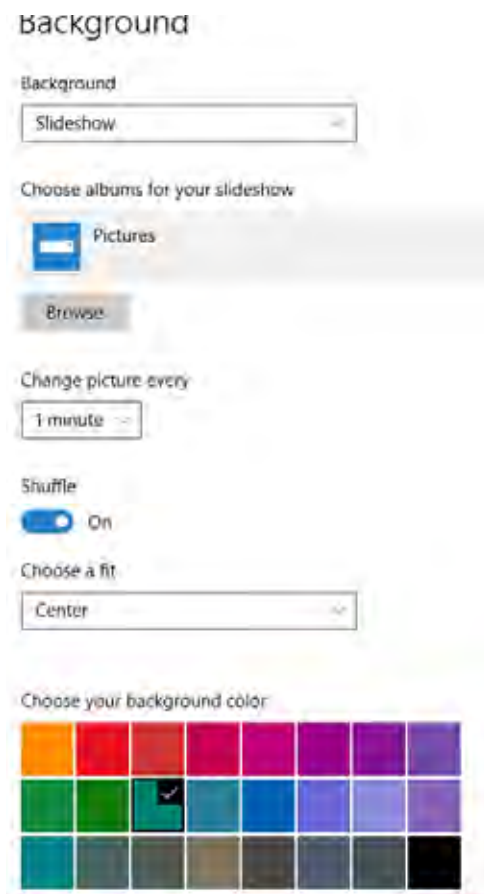 Background
Background
Slideshow
Choose albums for your slideshow
Pictures
Browse
Change picture every
1 minute
Shuffle
On
Choose a fit
Center
Choose your background color